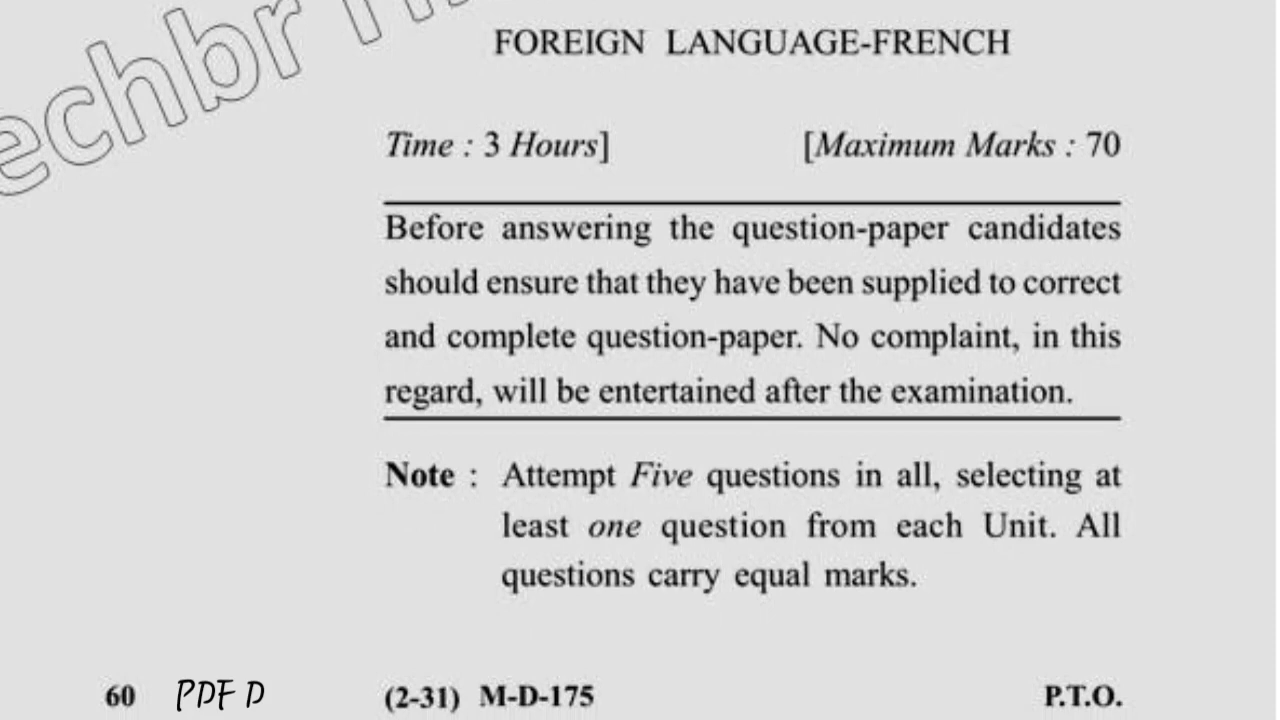 FOREIGN LANGUAGE-FRENCH
Time : 3 Hours] [Maximum Marks : 70
Before answering the question-paper candidates
should ensure that they have been supplied to correct
and complete question-paper. No complaint, in this
regard, will be entertained after the examination.
Note : Attempt Five questions in all, selecting at
least one question from each Unit. All
questions carry equal marks.
60 PDF D (2-31) M-D-175 P.T.O.